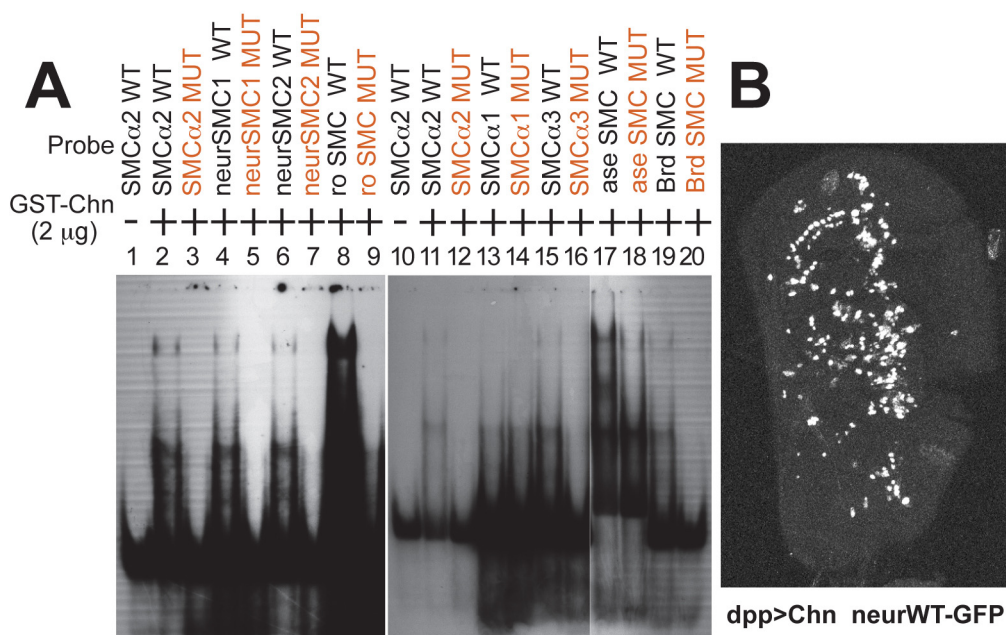 A
B
Probe
SMCα2 WT
SMCα2 WT
SMCα2 MUT
neurSMC1 WT
neurSMC1 MUT
neurSMC2 WT
neurSMC2 MUT
ro SMC WT
ro SMC MUT
SMCα2 WT
SMCα2 WT
SMCα2 MUT
SMCα1 WT
SMCα1 MUT
SMCα3 WT
SMCα3 MUT
ase SMC WT
ase SMC MUT
Brd SMC WT
Brd SMC MUT
GST-Chn - + + + + + + + + - + + + + + + + + + +
(2 μg)
1 2 3 4 5 6 7 8 9 10 11 12 13 14 15 16 17 18 19 20
dpp>Chn neurWT-GFP